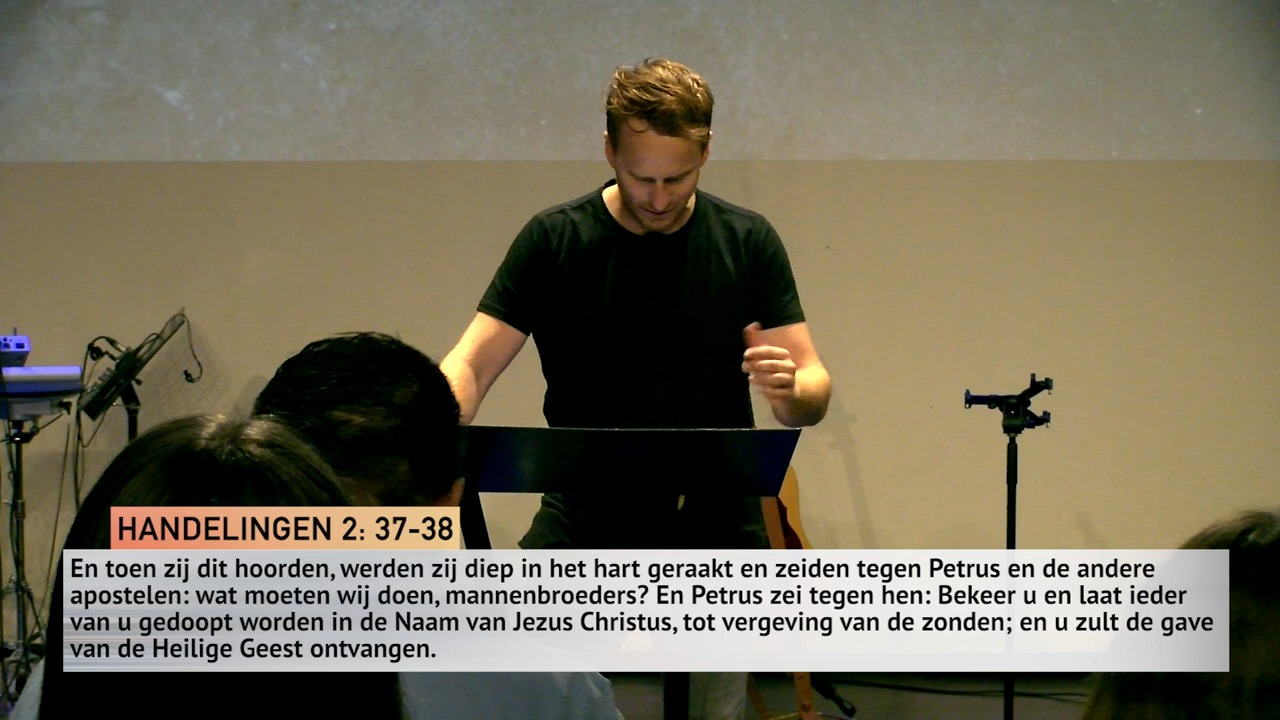 HANDELINGEN 2: 37-38
En toen zij dit hoorden, werden zij diep in het hart geraakt en zeiden tegen Petrus en de andere
apostelen: wat moeten wij doen, mannenbroeders? En Petrus zei tegen hen: Bekeer u en laat ieder
van u gedoopt worden in de Naam van Jezus Christus, tot vergeving van de zonden; en u zult de gave
van de Heilige Geest ontvangen.